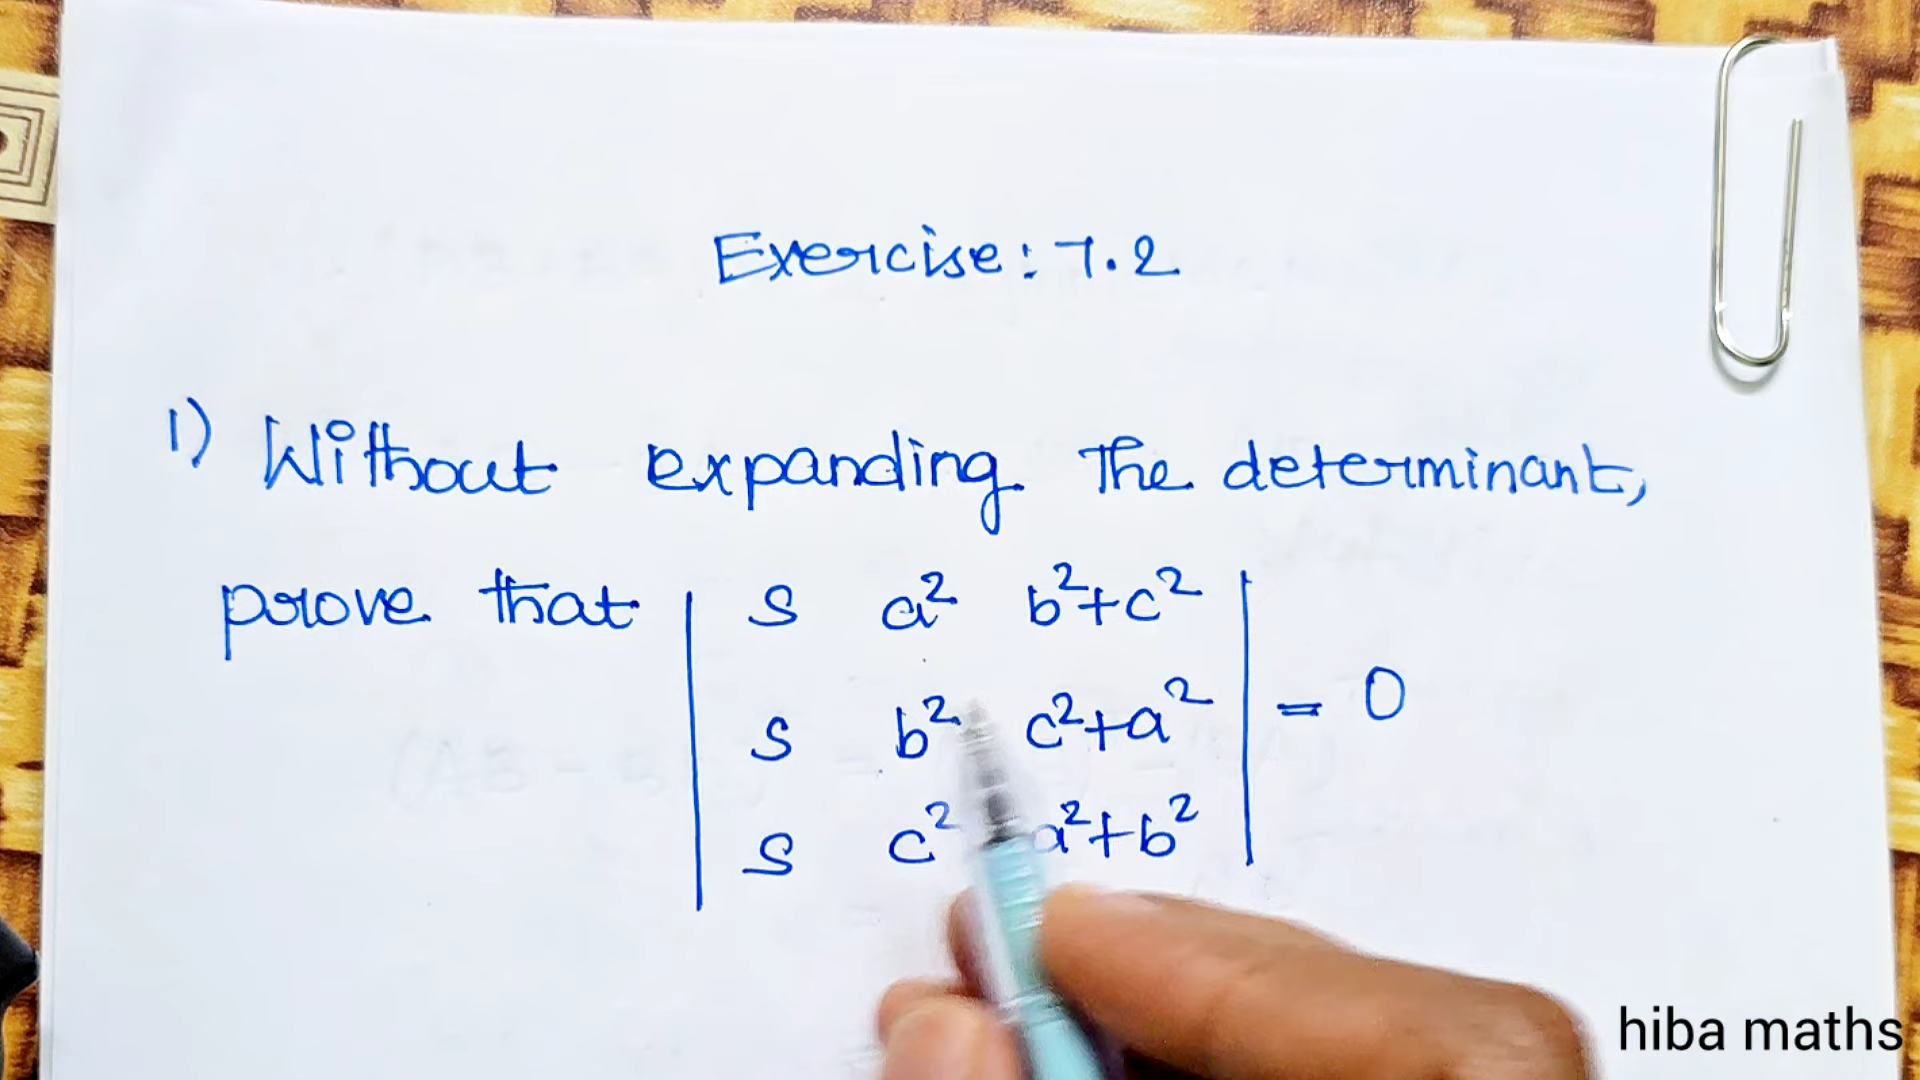 Exercise: 7.2
1) Without expanding the determinant,
prove that | s a² b²+c² |
| s b² c²+a² | = 0
| s c² a²+b² |
hiba maths